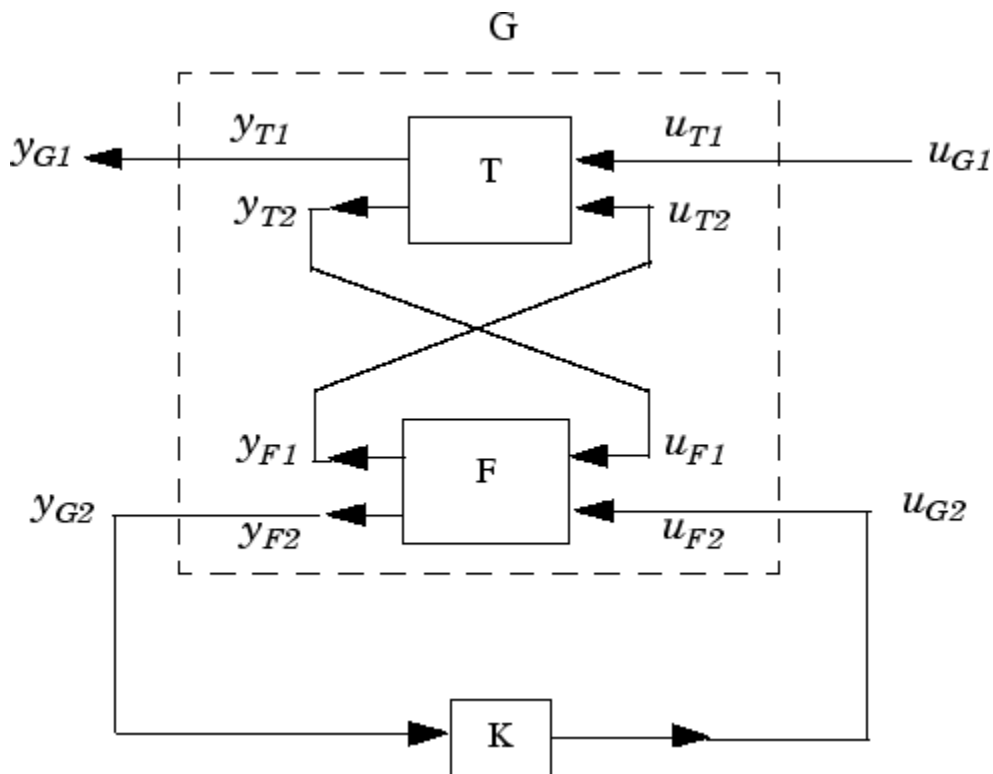 G
y_{T1} u_{T1}
y_{G1} T u_{G1}
y_{T2} u_{T2}
y_{F1} u_{F1}
F
y_{G2} u_{G2}
y_{F2} u_{F2}
K